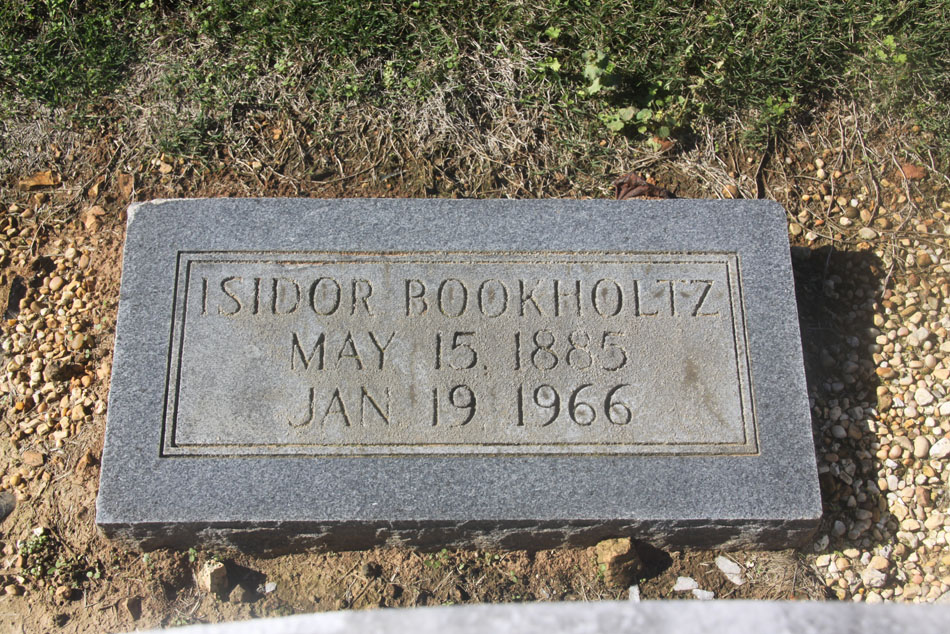 ISIDOR BOOKHOLTZ
MAY 15, 1885
JAN 19 1966